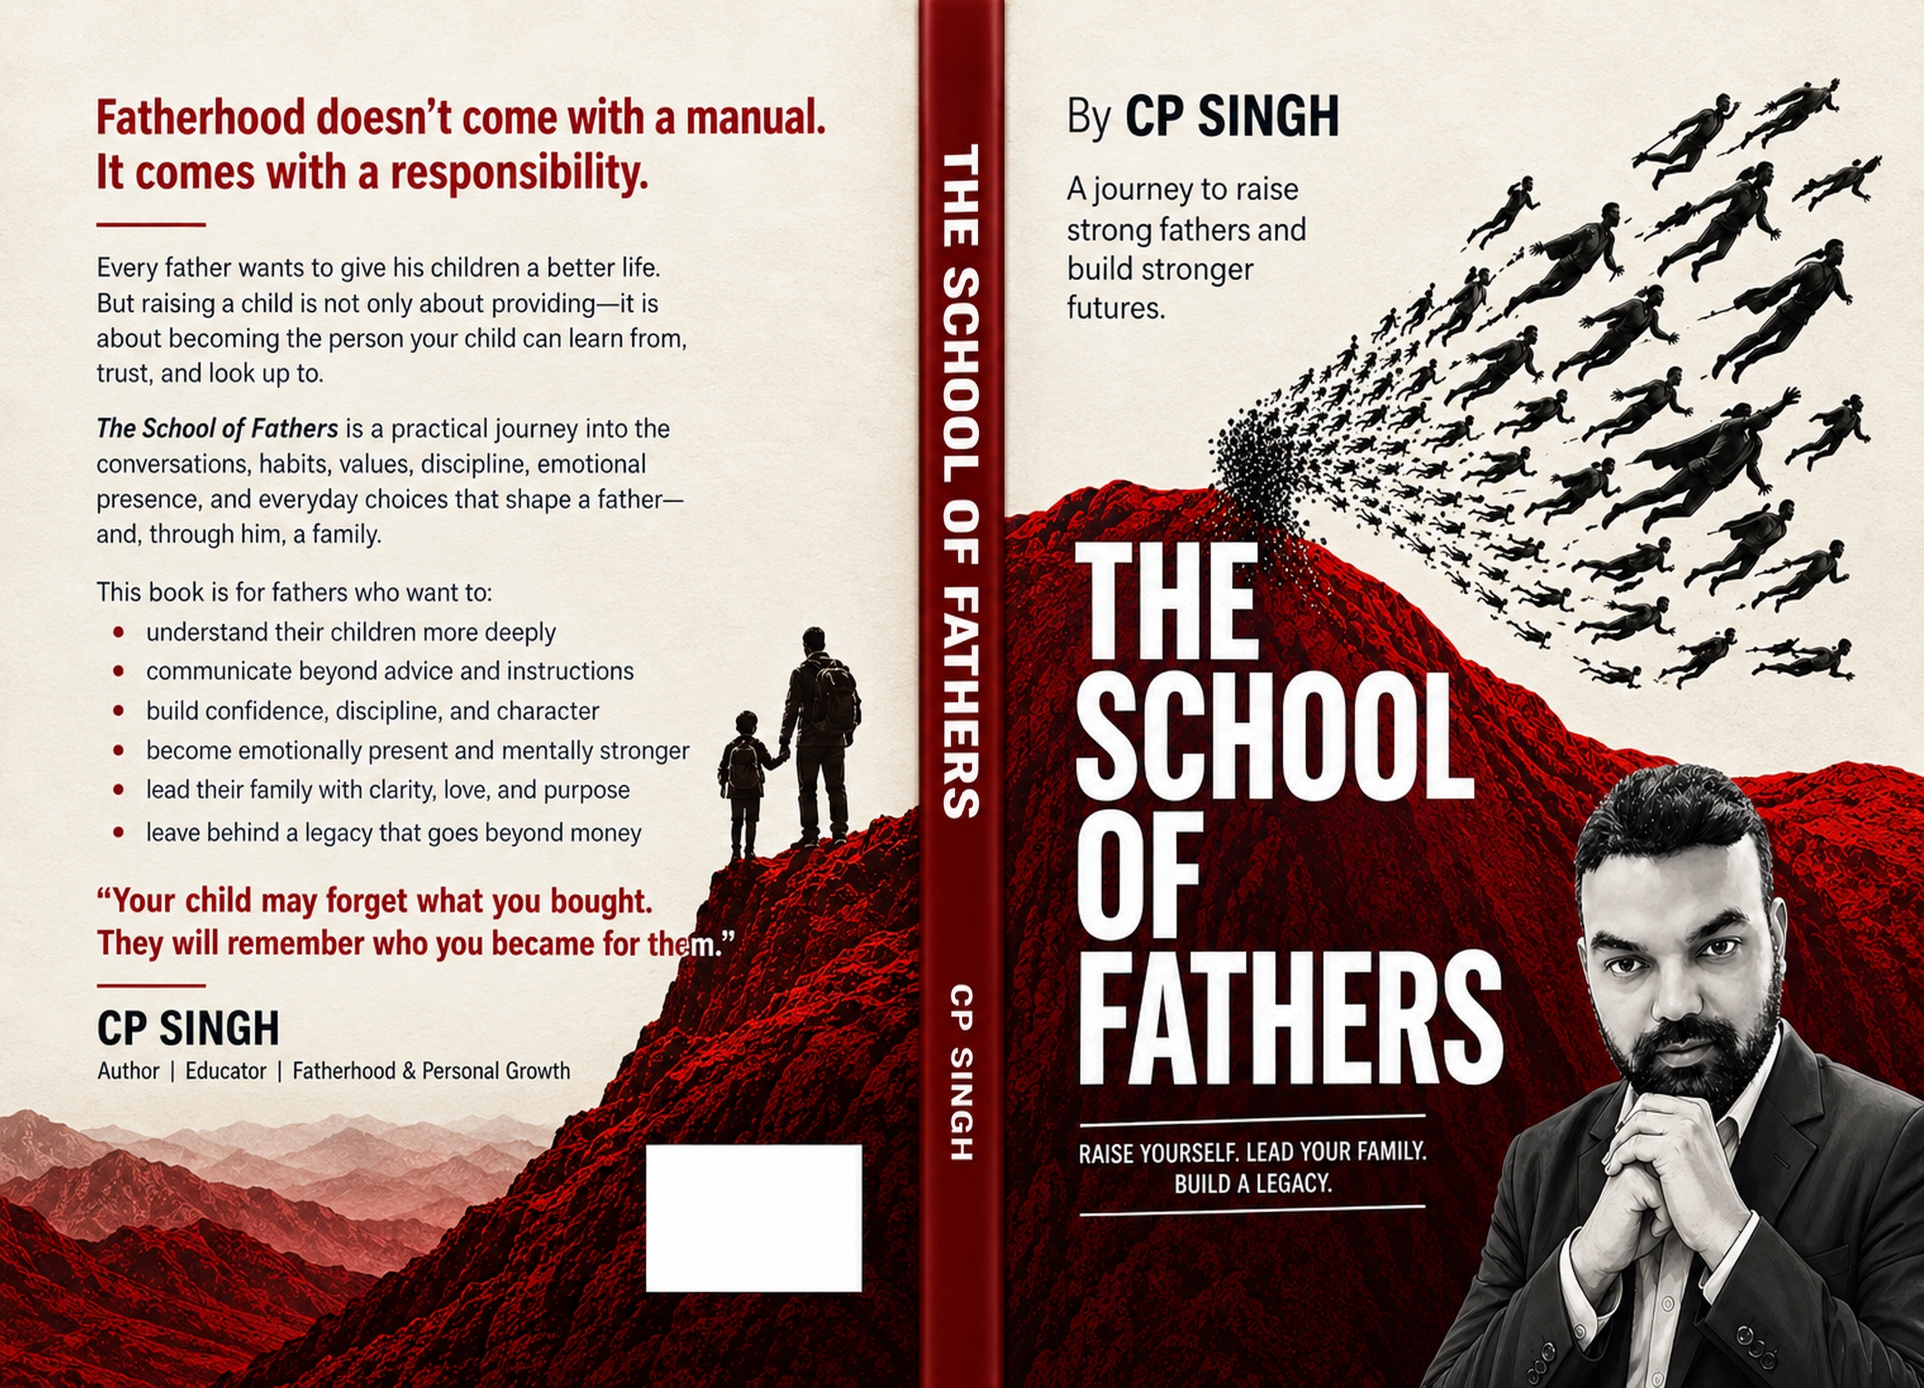 Fatherhood doesn’t come with a manual.
It comes with a responsibility.
Every father wants to give his children a better life.
But raising a child is not only about providing—it is
about becoming the person your child can learn from,
trust, and look up to.
The School of Fathers is a practical journey into the
conversations, habits, values, discipline, emotional
presence, and everyday choices that shape a father—
and, through him, a family.
This book is for fathers who want to:
• understand their children more deeply
• communicate beyond advice and instructions
• build confidence, discipline, and character
• become emotionally present and mentally stronger
• lead their family with clarity, love, and purpose
• leave behind a legacy that goes beyond money
“Your child may forget what you bought.
They will remember who you became for them.”
CP SINGH
Author | Educator | Fatherhood & Personal Growth
THE SCHOOL OF FATHERS
CP SINGH
By CP SINGH
A journey to raise
strong fathers and
build stronger
futures.
THE
SCHOOL
OF
FATHERS
RAISE YOURSELF. LEAD YOUR FAMILY.
BUILD A LEGACY.